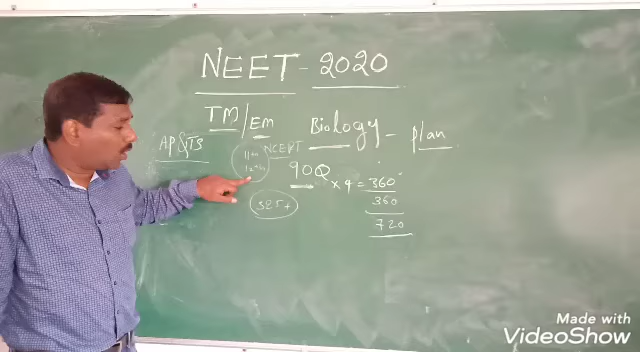 NEET - 2020
TM/EM
Biology - plan
AP&TS
NCERT
11th
12th
90Q x 4 = 360
360
720
325+
Made with
VideoShow